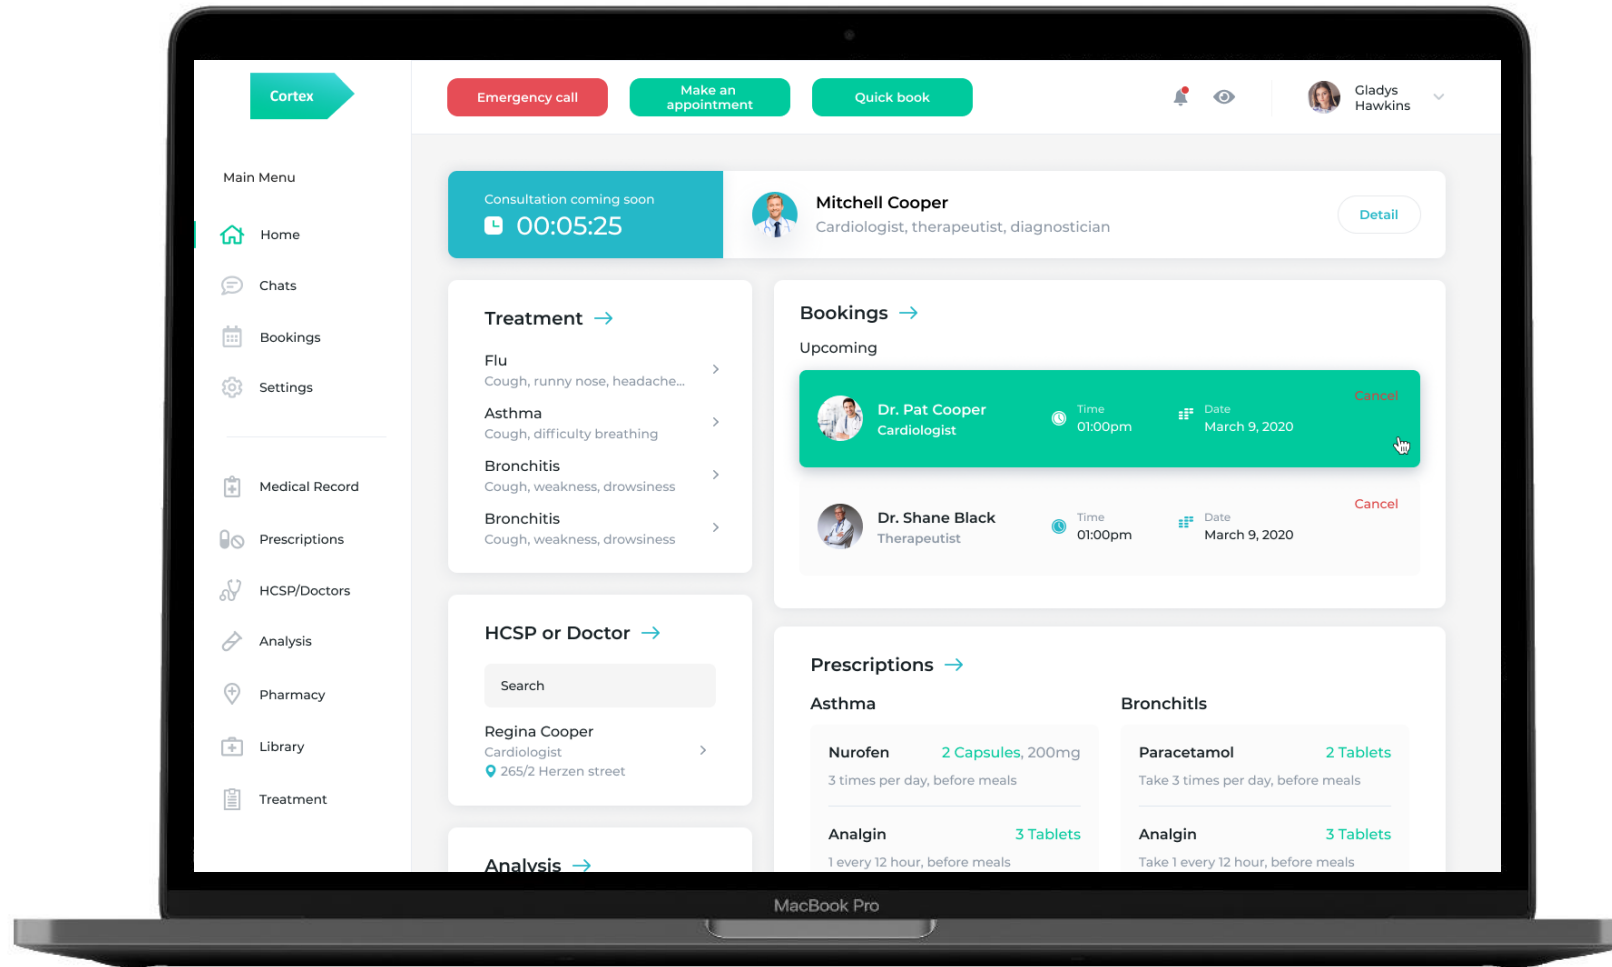 Cortex
Emergency call
Make an
appointment
Quick book
Gladys
Hawkins
Main Menu
Home
Chats
Bookings
Settings
Medical Record
Prescriptions
HCSP/Doctors
Analysis
Pharmacy
Library
Treatment
Consultation coming soon
00:05:25
Mitchell Cooper
Cardiologist, therapeutist, diagnostician
Detail
Treatment
Flu
Cough, runny nose, headache...
Asthma
Cough, difficulty breathing
Bronchitis
Cough, weakness, drowsiness
Bronchitis
Cough, weakness, drowsiness
HCSP or Doctor
Search
Regina Cooper
Cardiologist
265/2 Herzen street
Analysis
Bookings
Upcoming
Dr. Pat Cooper
Cardiologist
Time
01:00pm
Date
March 9, 2020
Cancel
Dr. Shane Black
Therapeutist
Time
01:00pm
Date
March 9, 2020
Cancel
Prescriptions
Asthma
Nurofen 2 Capsules, 200mg
3 times per day, before meals
Analgin 3 Tablets
1 every 12 hour, before meals
Bronchitls
Paracetamol 2 Tablets
Take 3 times per day, before meals
Analgin 3 Tablets
Take 1 every 12 hour, before meals
MacBook Pro